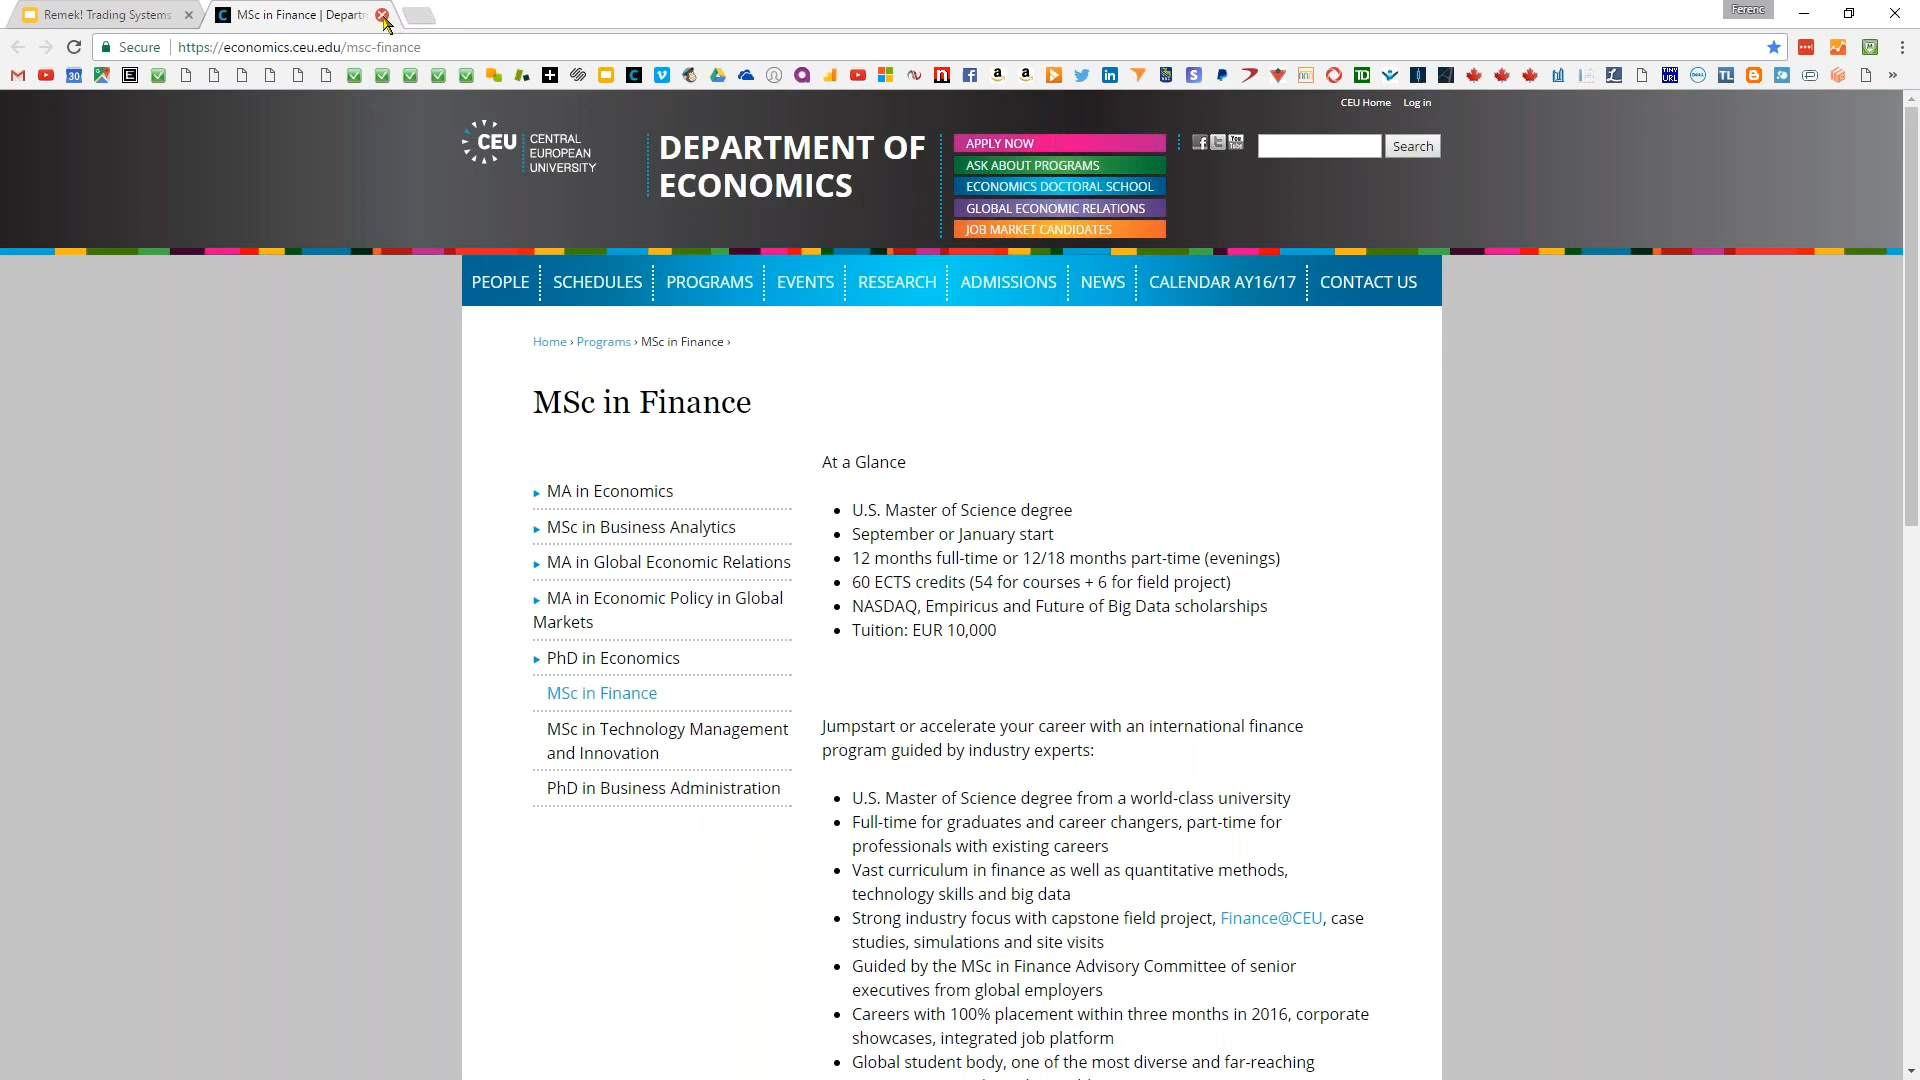 Remek! Trading Systems
MSc in Finance | Departm
Ferenc
Secure
https://economics.ceu.edu/msc-finance
CEU Home Log in
CEU
CENTRAL
EUROPEAN
UNIVERSITY
DEPARTMENT OF
ECONOMICS
APPLY NOW
ASK ABOUT PROGRAMS
ECONOMICS DOCTORAL SCHOOL
GLOBAL ECONOMIC RELATIONS
JOB MARKET CANDIDATES
Search
PEOPLE SCHEDULES PROGRAMS EVENTS RESEARCH ADMISSIONS NEWS CALENDAR AY16/17 CONTACT US
Home › Programs › MSc in Finance ›
MSc in Finance
MA in Economics
MSc in Business Analytics
MA in Global Economic Relations
MA in Economic Policy in Global
Markets
PhD in Economics
MSc in Finance
MSc in Technology Management
and Innovation
PhD in Business Administration
At a Glance
U.S. Master of Science degree
September or January start
12 months full-time or 12/18 months part-time (evenings)
60 ECTS credits (54 for courses + 6 for field project)
NASDAQ, Empiricus and Future of Big Data scholarships
Tuition: EUR 10,000
Jumpstart or accelerate your career with an international finance
program guided by industry experts:
U.S. Master of Science degree from a world-class university
Full-time for graduates and career changers, part-time for
professionals with existing careers
Vast curriculum in finance as well as quantitative methods,
technology skills and big data
Strong industry focus with capstone field project, Finance@CEU, case
studies, simulations and site visits
Guided by the MSc in Finance Advisory Committee of senior
executives from global employers
Careers with 100% placement within three months in 2016, corporate
showcases, integrated job platform
Global student body, one of the most diverse and far-reaching